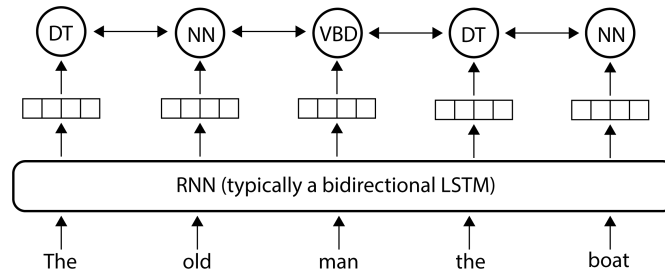 DT NN VBD DT NN
RNN (typically a bidirectional LSTM)
The old man the boat